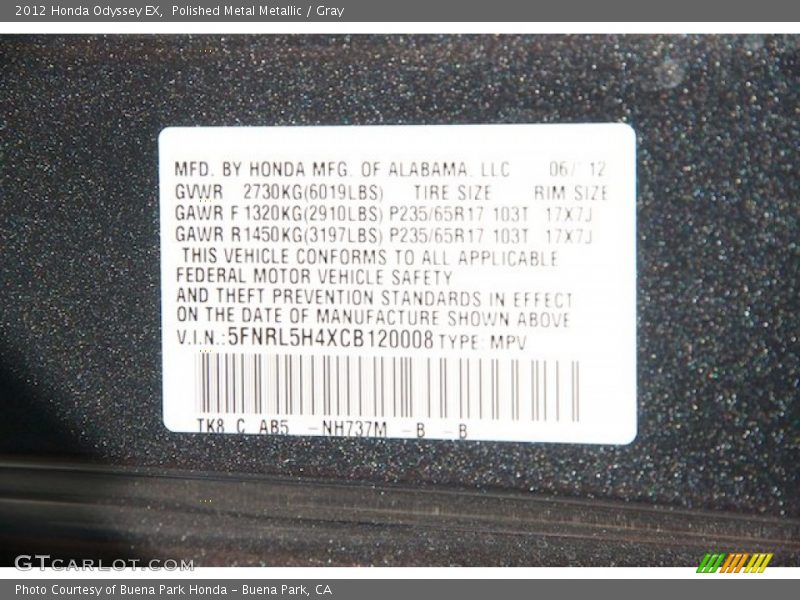 2012 Honda Odyssey EX,  Polished Metal Metallic / Gray
MFD. BY HONDA MFG. OF ALABAMA. LLC 06/ 12
GVWR 2730KG(6019LBS) TIRE SIZE RIM SIZE
GAWR F 1320KG(2910LBS) P235/65R17 103T 17X7J
GAWR R1450KG(3197LBS) P235/65R17 103T 17X7J
THIS VEHICLE CONFORMS TO ALL APPLICABLE
FEDERAL MOTOR VEHICLE SAFETY
AND THEFT PREVENTION STANDARDS IN EFFECT
ON THE DATE OF MANUFACTURE SHOWN ABOVE
V.I.N.:5FNRL5H4XCB120008 TYPE: MPV
TK8 C AB5 -NH737M -B -B
GTCARLOT.COM
Photo Courtesy of Buena Park Honda - Buena Park, CA